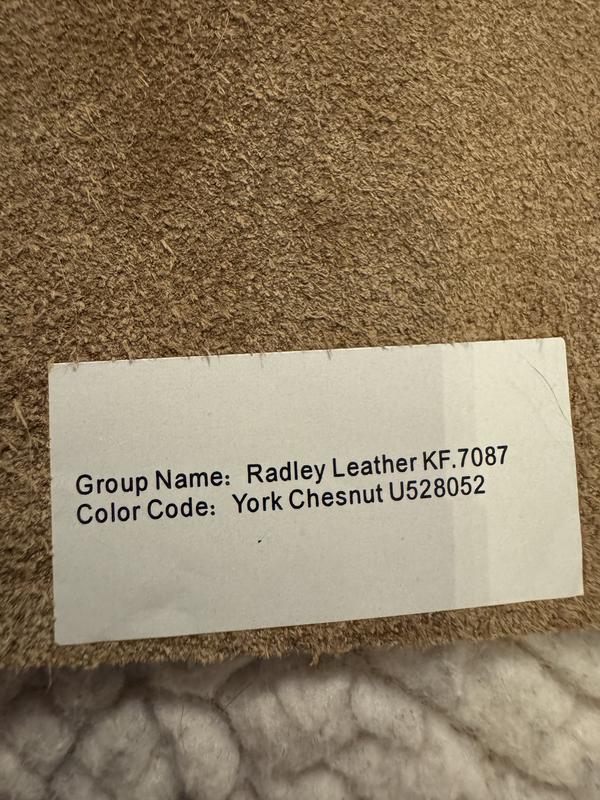 Group Name: Radley Leather KF.7087
Color Code: York Chesnut U528052